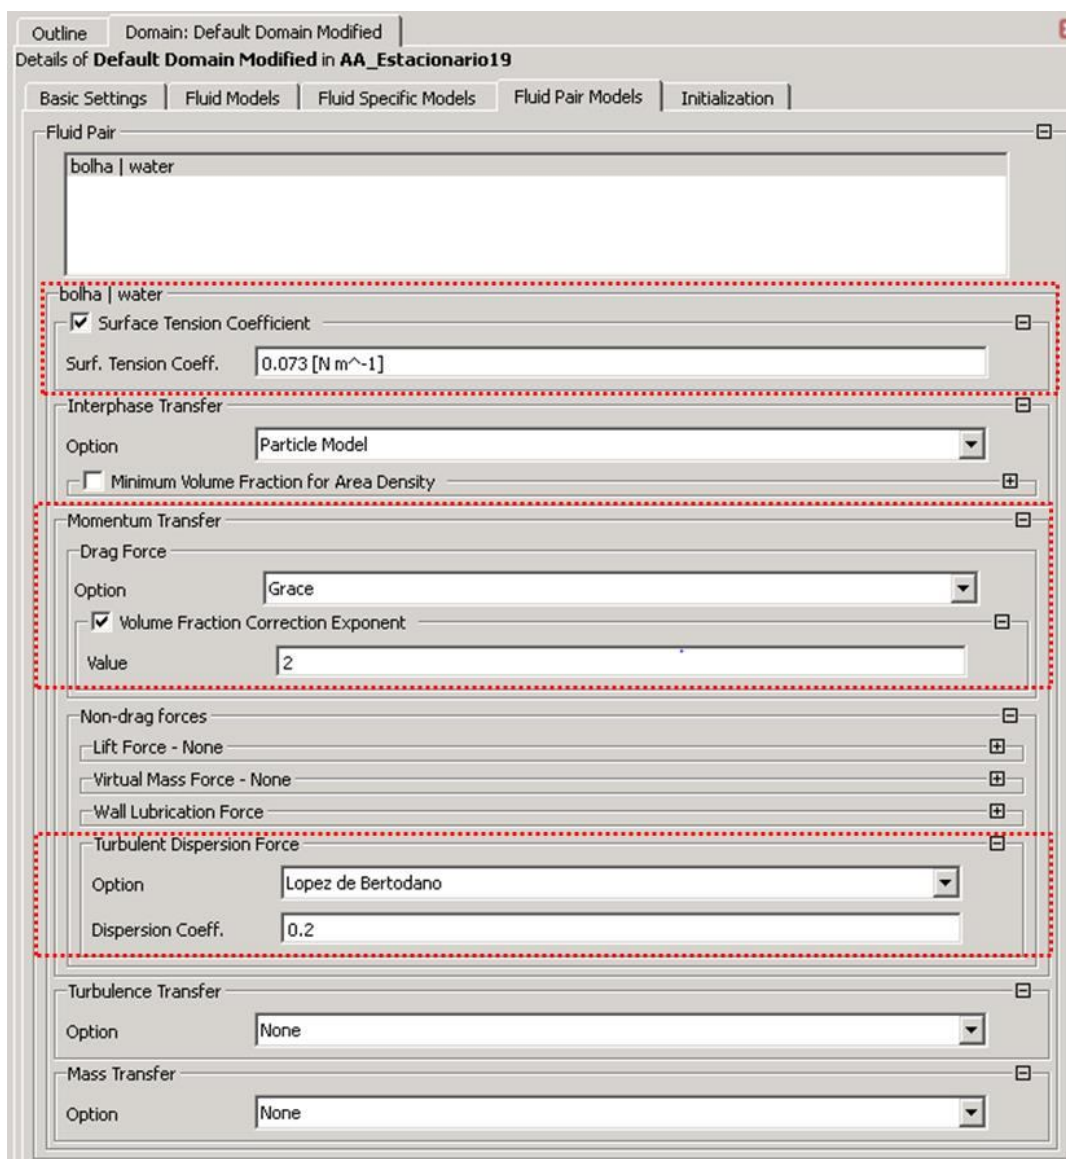 Outline Domain: Default Domain Modified
Details of Default Domain Modified in AA_Estacionario19
Basic Settings Fluid Models Fluid Specific Models Fluid Pair Models Initialization
Fluid Pair
bolha | water
bolha | water
Surface Tension Coefficient
Surf. Tension Coeff. 0.073 [N m^-1]
Interphase Transfer
Option Particle Model
Minimum Volume Fraction for Area Density
Momentum Transfer
Drag Force
Option Grace
Volume Fraction Correction Exponent
Value 2
Non-drag forces
Lift Force - None
Virtual Mass Force - None
Wall Lubrication Force
Turbulent Dispersion Force
Option Lopez de Bertodano
Dispersion Coeff. 0.2
Turbulence Transfer
Option None
Mass Transfer
Option None